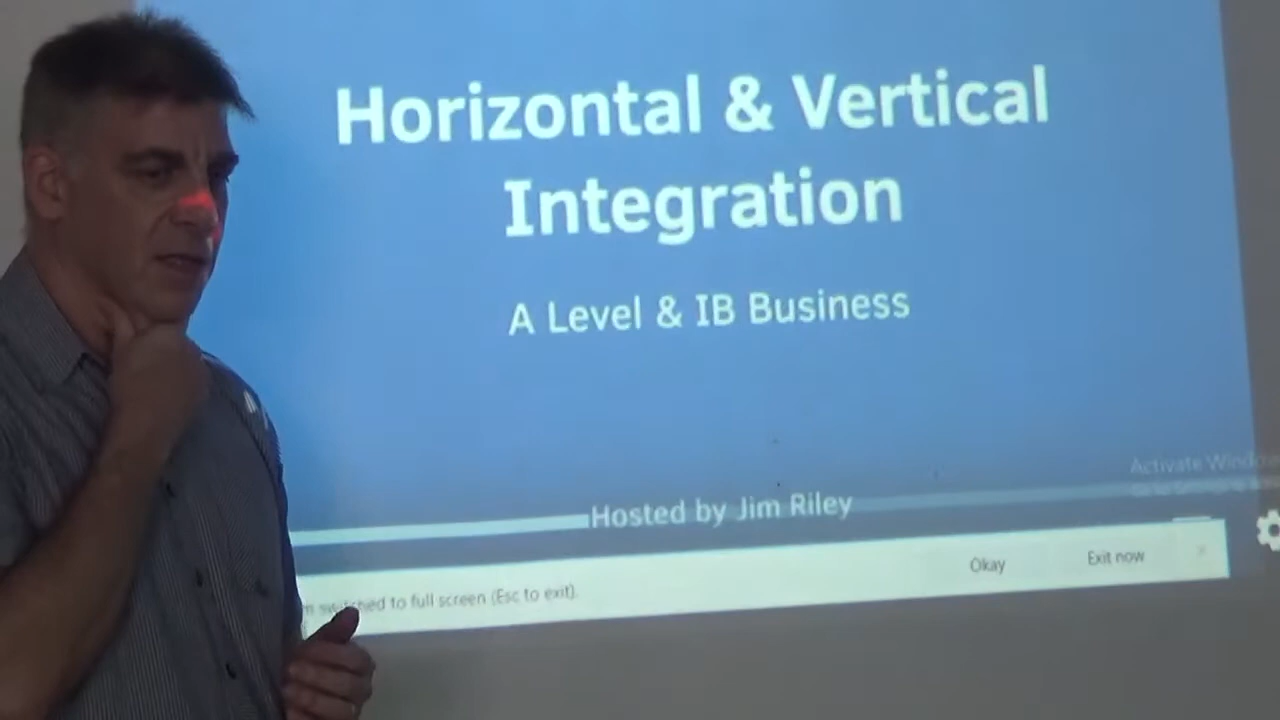 Horizontal & Vertical
Integration
A Level & IB Business
Activate Windows
Hosted by Jim Riley
switched to full screen (Esc to exit).
Okay
Exit now